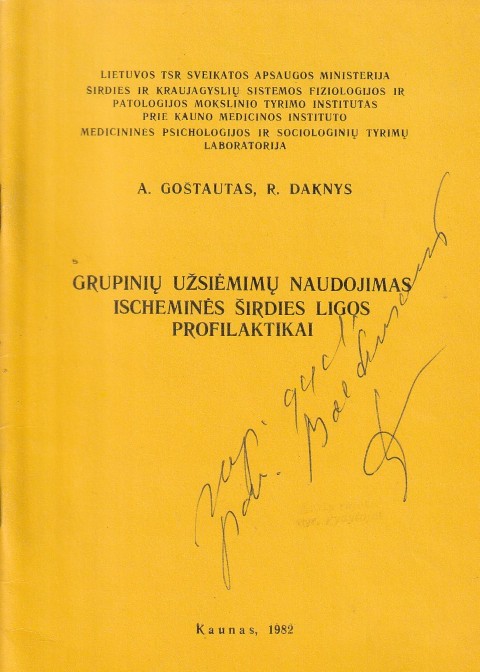 LIETUVOS TSR SVEIKATOS APSAUGOS MINISTERIJA
ŠIRDIES IR KRAUJAGYSLIŲ SISTEMOS FIZIOLOGIJOS IR
PATOLOGIJOS MOKSLINIO TYRIMO INSTITUTAS
PRIE KAUNO MEDICINOS INSTITUTO
MEDICININĖS PSICHOLOGIJOS IR SOCIOLOGINIŲ TYRIMŲ
LABORATORIJA
A. GOŠTAUTAS, R. DAKNYS
GRUPINIŲ UŽSIĖMIMŲ NAUDOJIMAS
ISCHEMINĖS ŠIRDIES LIGOS
PROFILAKTIKAI
Kaunas, 1982